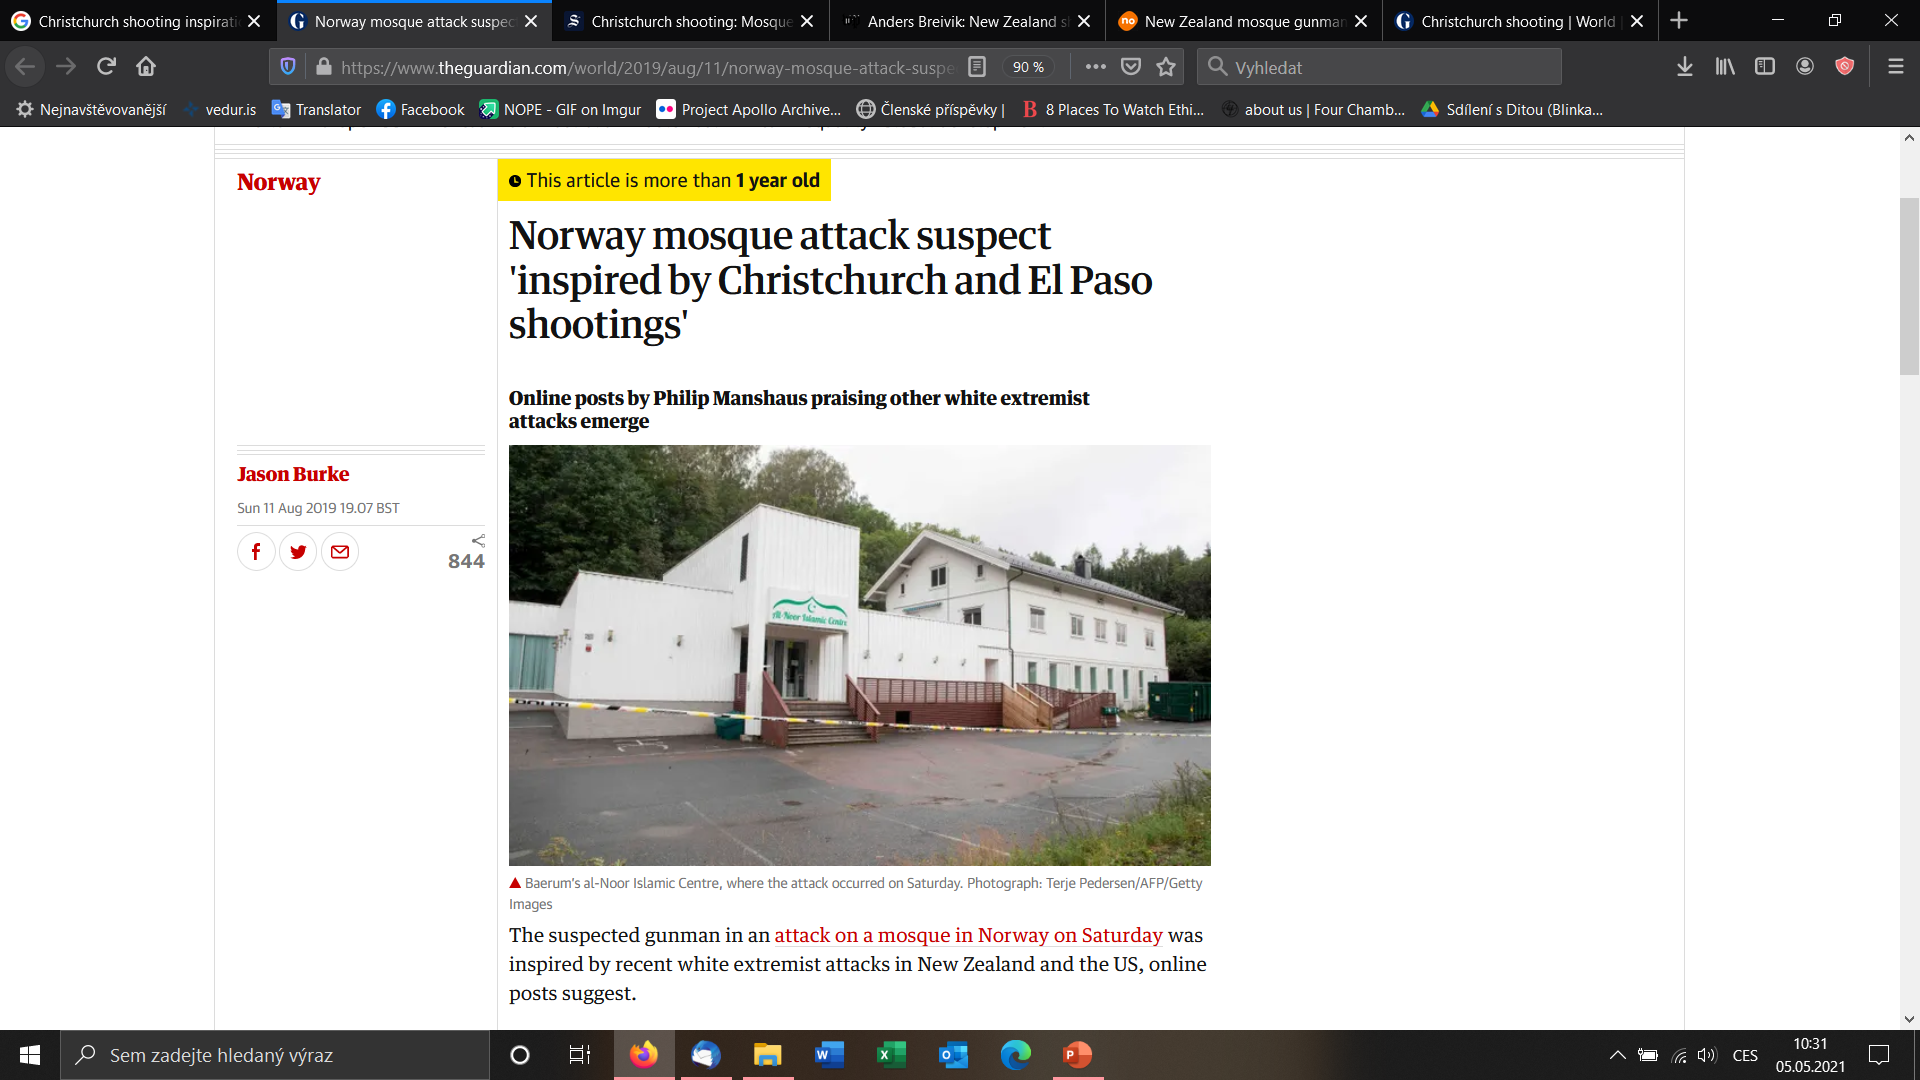 Christchurch shooting inspirati
Norway mosque attack suspec
Christchurch shooting: Mosque
Anders Breivik: New Zealand s
New Zealand mosque gunman
Christchurch shooting | World
https://www.theguardian.com/world/2019/aug/11/norway-mosque-attack-suspe
90 %
Vyhledat
Nejnavštěvovanější
vedur.is
Translator
Facebook
NOPE - GIF on Imgur
Project Apollo Archive...
Členské příspěvky |
8 Places To Watch Ethi...
about us | Four Chamb...
Sdílení s Ditou (Blinka...
Norway
This article is more than 1 year old
Norway mosque attack suspect
'inspired by Christchurch and El Paso
shootings'
Online posts by Philip Manshaus praising other white extremist
attacks emerge
Jason Burke
Sun 11 Aug 2019 19.07 BST
844
Al-Noor Islamic Centre
Baerum's al-Noor Islamic Centre, where the attack occurred on Saturday. Photograph: Terje Pedersen/AFP/Getty
Images
The suspected gunman in an attack on a mosque in Norway on Saturday was
inspired by recent white extremist attacks in New Zealand and the US, online
posts suggest.
Sem zadejte hledaný výraz
CES
10:31
05.05.2021